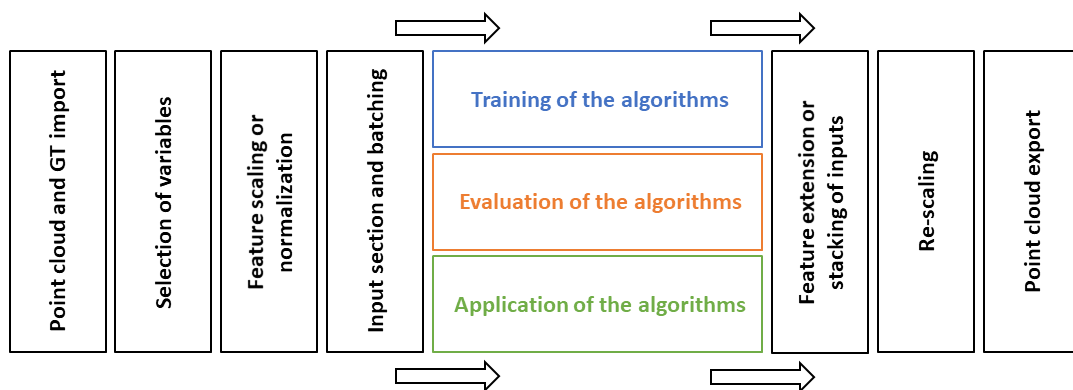 Point cloud and GT import
Selection of variables
Feature scaling or
normalization
Input section and batching
Training of the algorithms
Evaluation of the algorithms
Application of the algorithms
Feature extension or
stacking of inputs
Re-scaling
Point cloud export